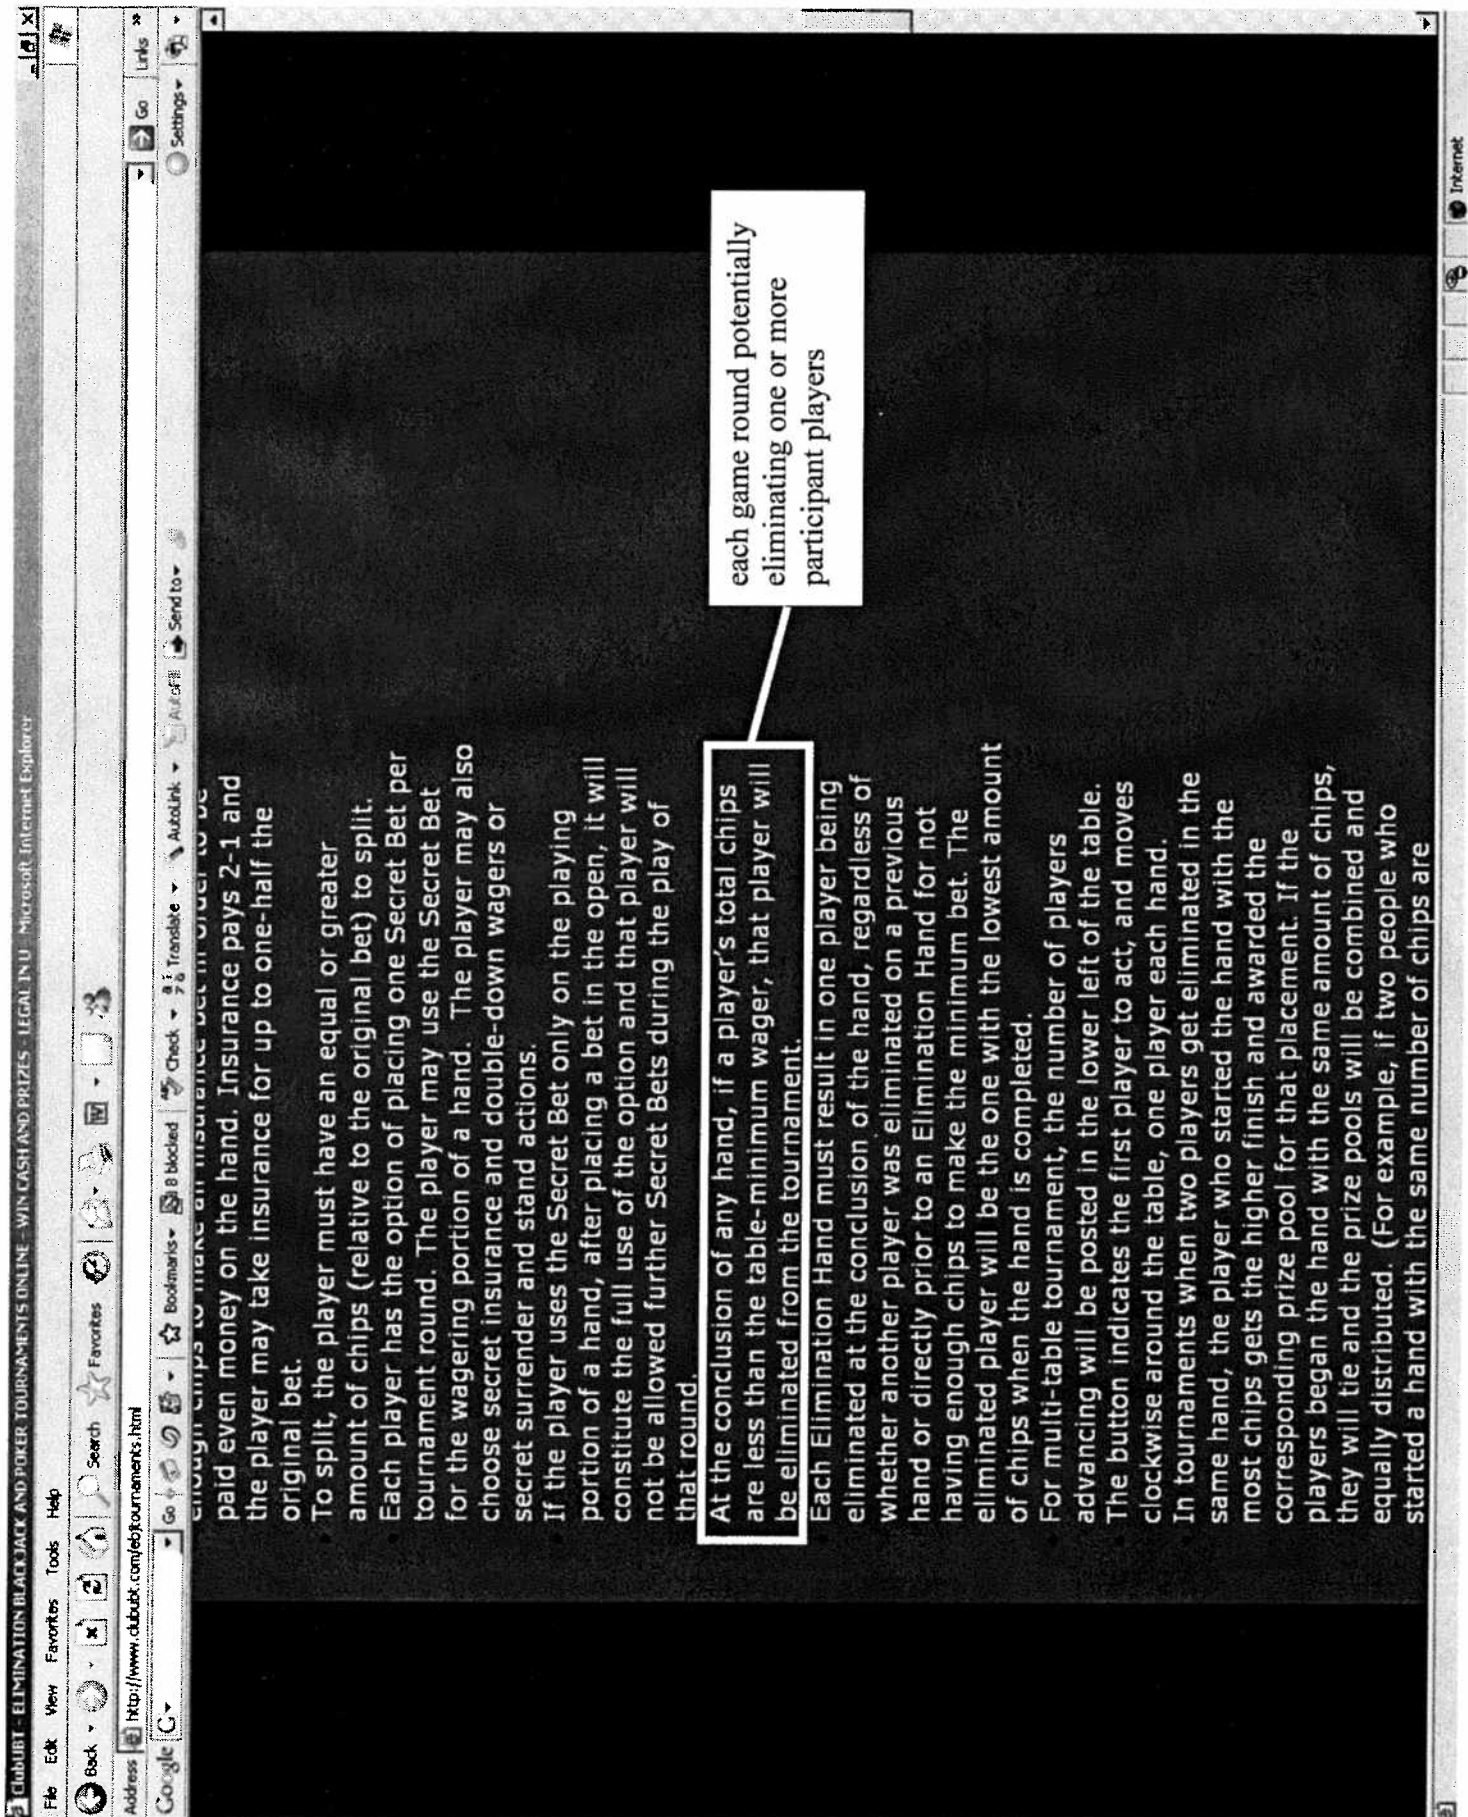 ClubUBT - ELIMINATION BLACKJACK AND POKER TOURNAMENTS ONLINE - WIN CASH AND PRIZES - LEGAL IN U - Microsoft Internet Explorer
File Edit View Favorites Tools Help
Back Search Favorites
Address http://www.clububt.com/ebjtournaments.html Go Links »
Google G Go Bookmarks 8 blocked Check Translate AutoLink AutoFill Send to Settings
enough chips to make an insurance bet in order to be
paid even money on the hand. Insurance pays 2-1 and
the player may take insurance for up to one-half the
original bet.
To split, the player must have an equal or greater
amount of chips (relative to the original bet) to split.
Each player has the option of placing one Secret Bet per
tournament round. The player may use the Secret Bet
for the wagering portion of a hand. The player may also
choose secret insurance and double-down wagers or
secret surrender and stand actions.
If the player uses the Secret Bet only on the playing
portion of a hand, after placing a bet in the open, it will
constitute the full use of the option and that player will
not be allowed further Secret Bets during the play of
that round.
At the conclusion of any hand, if a player's total chips
are less than the table-minimum wager, that player will
be eliminated from the tournament.
each game round potentially
eliminating one or more
participant players
Each Elimination Hand must result in one player being
eliminated at the conclusion of the hand, regardless of
whether another player was eliminated on a previous
hand or directly prior to an Elimination Hand for not
having enough chips to make the minimum bet. The
eliminated player will be the one with the lowest amount
of chips when the hand is completed.
For multi-table tournament, the number of players
advancing will be posted in the lower left of the table.
The button indicates the first player to act, and moves
clockwise around the table, one player each hand.
In tournaments when two players get eliminated in the
same hand, the player who started the hand with the
most chips gets the higher finish and awarded the
corresponding prize pool for that placement. If the
players began the hand with the same amount of chips,
they will tie and the prize pools will be combined and
equally distributed. (For example, if two people who
started a hand with the same number of chips are
Internet